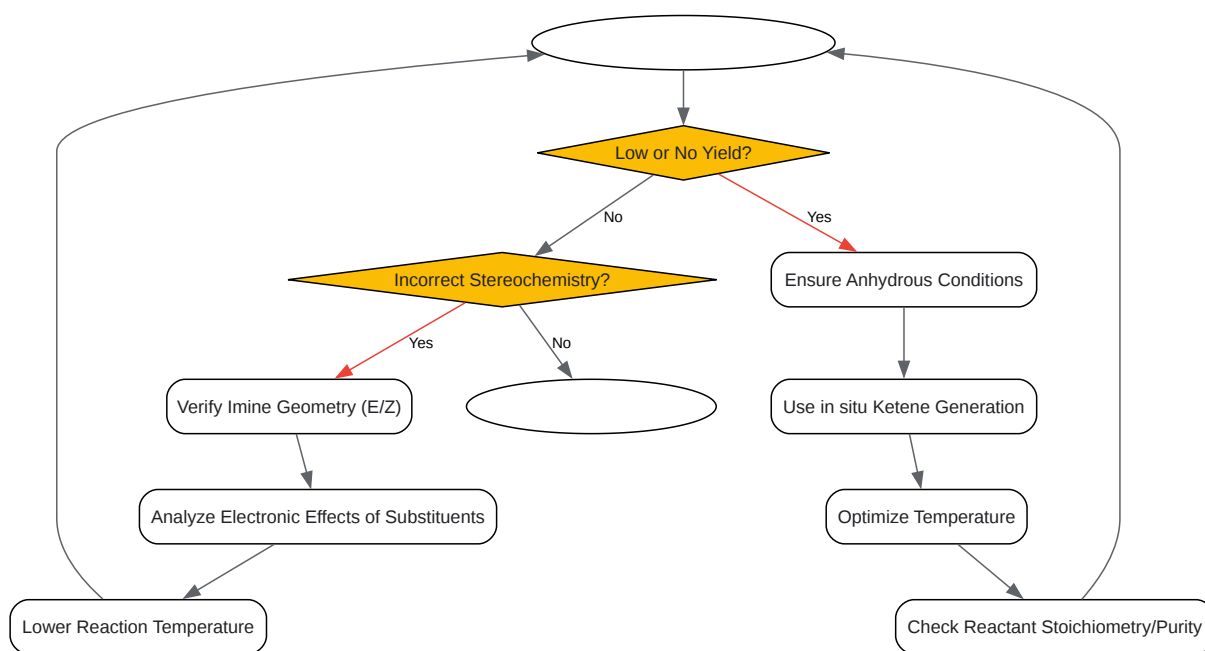 Low or No Yield?
No
Yes
Incorrect Stereochemistry?
Ensure Anhydrous Conditions
Yes
No
Verify Imine Geometry (E/Z)
Use in situ Ketene Generation
Analyze Electronic Effects of Substituents
Optimize Temperature
Lower Reaction Temperature
Check Reactant Stoichiometry/Purity